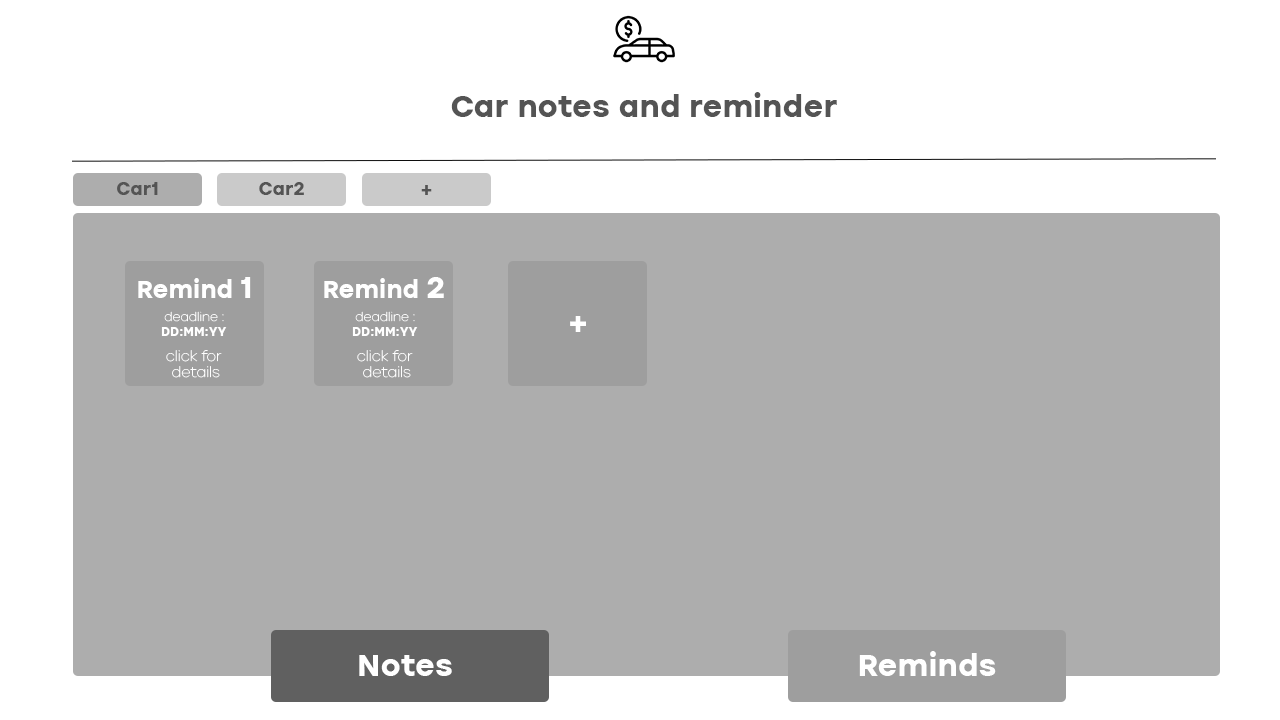 $
Car notes and reminder
Car1
Car2
+
Remind 1
deadline :
DD:MM:YY
click for
details
Remind 2
deadline :
DD:MM:YY
click for
details
+
Notes
Reminds